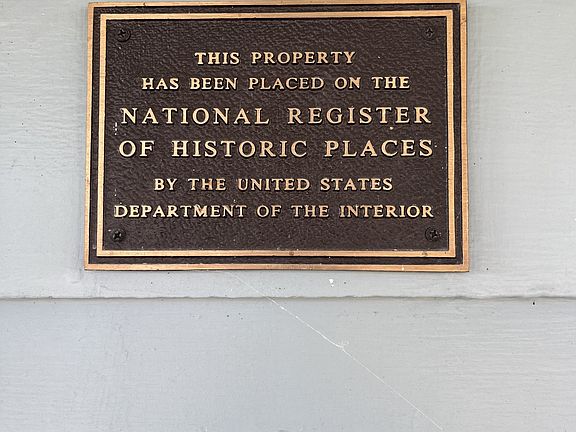 THIS PROPERTY
HAS BEEN PLACED ON THE
NATIONAL REGISTER
OF HISTORIC PLACES
BY THE UNITED STATES
DEPARTMENT OF THE INTERIOR